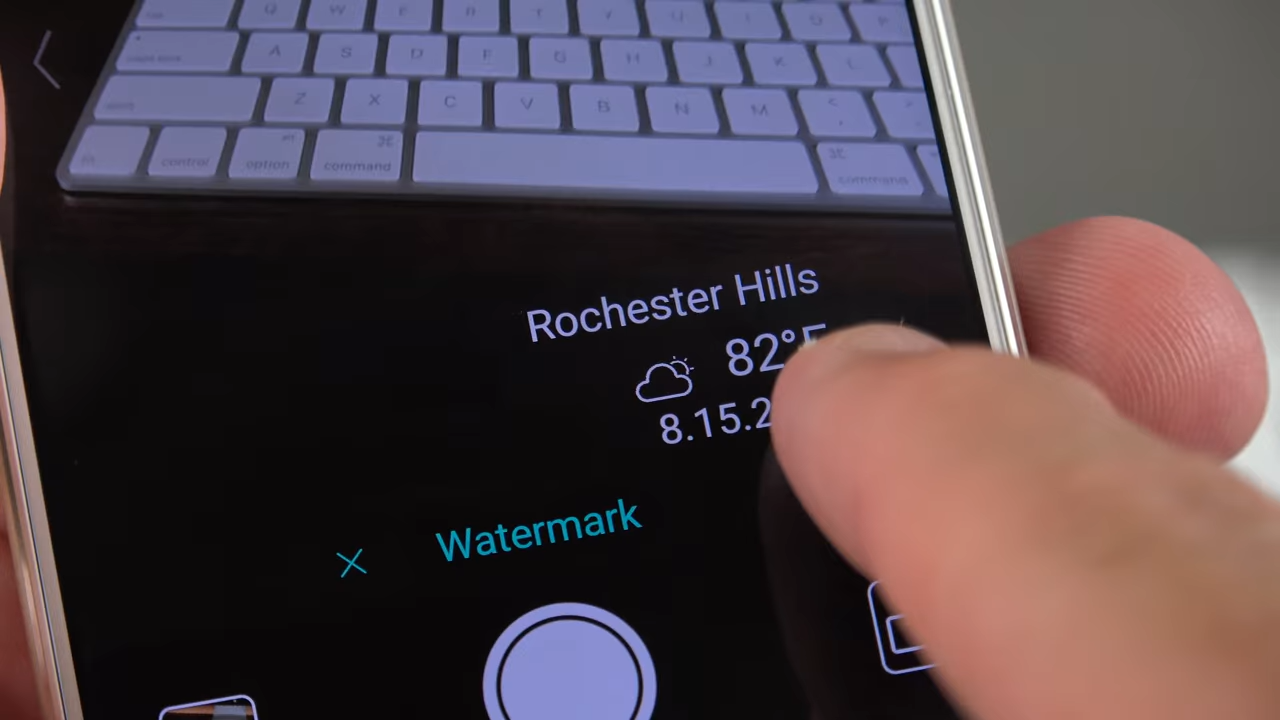 Q W E R T Y U I O P
A S D F G H J K L
Z X C V B N M
control option ⌘ command ⌘ command
Rochester Hills
82°F
8.15.2
Watermark